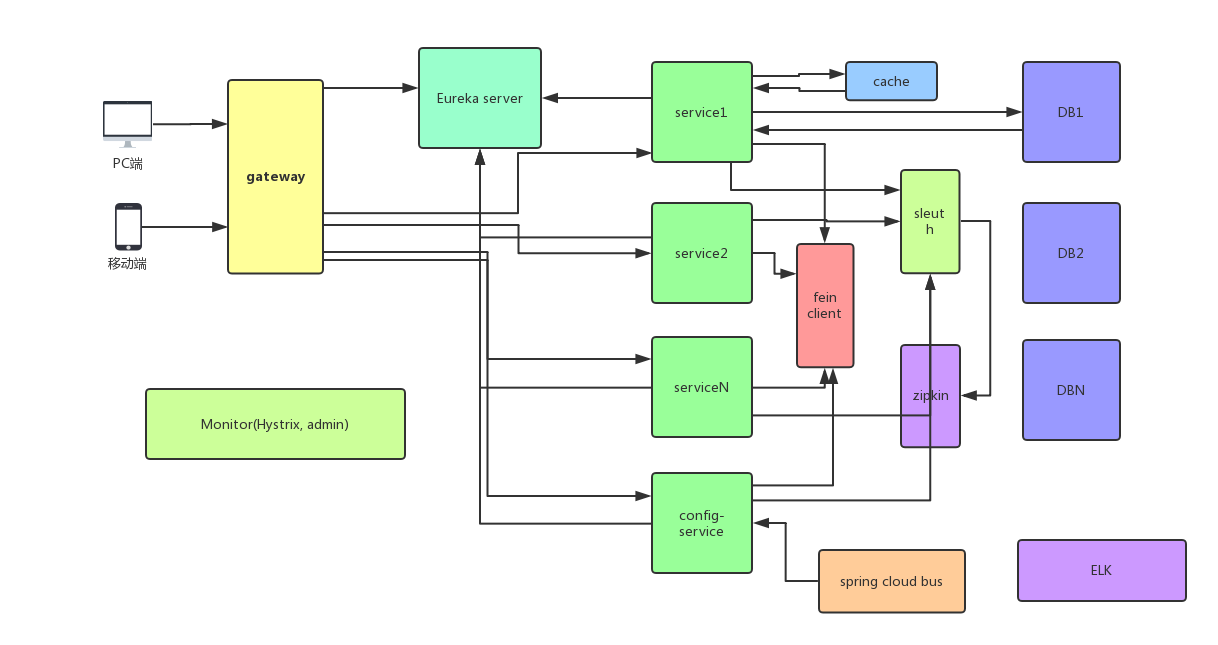 PC端
移动端
gateway
Eureka server
service1
service2
serviceN
config-
service
cache
fein
client
sleut
h
zipkin
DB1
DB2
DBN
Monitor(Hystrix, admin)
spring cloud bus
ELK